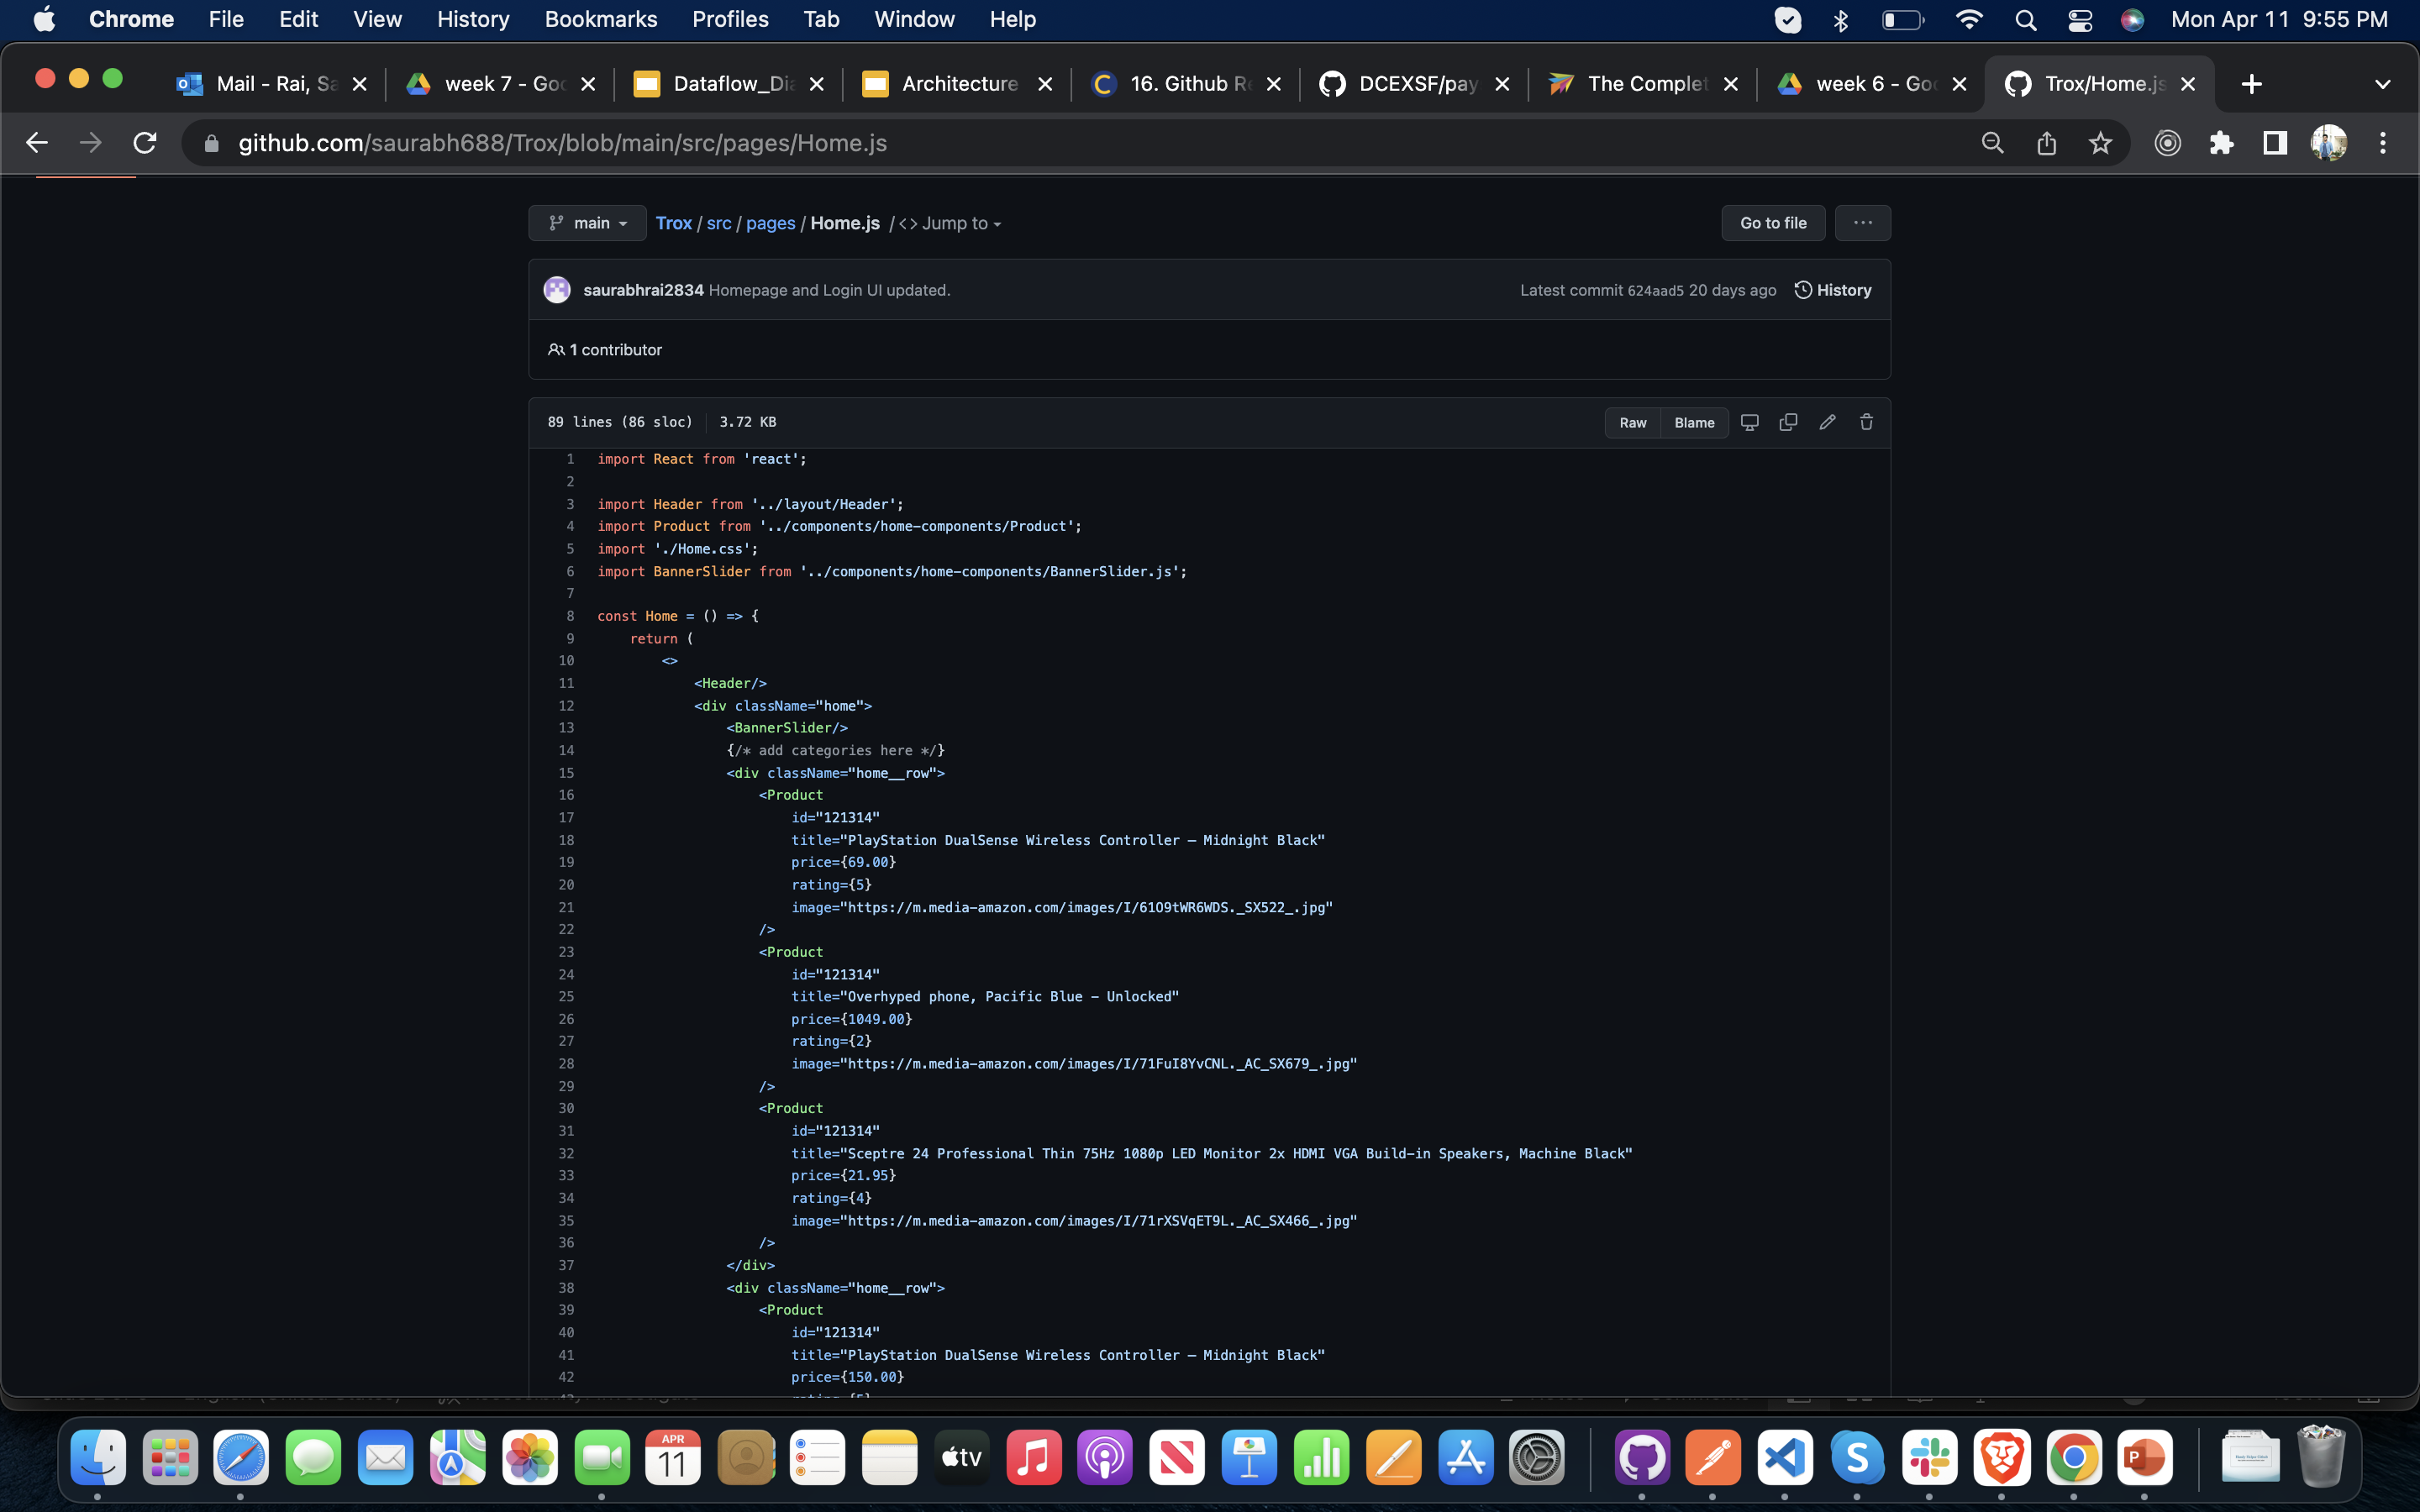 Chrome File Edit View History Bookmarks Profiles Tab Window Help Mon Apr 11 9:55 PM
Mail - Rai, Sa week 7 - Goo Dataflow_Dia Architecture 16. Github Re DCEXSF/pay The Complet week 6 - Goo Trox/Home.js
github.com/saurabh688/Trox/blob/main/src/pages/Home.js
main Trox / src / pages / Home.js / <> Jump to Go to file ...
saurabhrai2834 Homepage and Login UI updated. Latest commit 624aad5 20 days ago History
1 contributor
89 lines (86 sloc) 3.72 KB Raw Blame
1 import React from 'react';
2
3 import Header from '../layout/Header';
4 import Product from '../components/home-components/Product';
5 import './Home.css';
6 import BannerSlider from '../components/home-components/BannerSlider.js';
7
8 const Home = () => {
9 return (
10 <>
11 <Header/>
12 <div className="home">
13 <BannerSlider/>
14 {/* add categories here */}
15 <div className="home__row">
16 <Product
17 id="121314"
18 title="PlayStation DualSense Wireless Controller – Midnight Black"
19 price={69.00}
20 rating={5}
21 image="https://m.media-amazon.com/images/I/61O9tWR6WDS._SX522_.jpg"
22 />
23 <Product
24 id="121314"
25 title="Overhyped phone, Pacific Blue - Unlocked"
26 price={1049.00}
27 rating={2}
28 image="https://m.media-amazon.com/images/I/71FuI8YvCNL._AC_SX679_.jpg"
29 />
30 <Product
31 id="121314"
32 title="Sceptre 24 Professional Thin 75Hz 1080p LED Monitor 2x HDMI VGA Build-in Speakers, Machine Black"
33 price={21.95}
34 rating={4}
35 image="https://m.media-amazon.com/images/I/71rXSVqET9L._AC_SX466_.jpg"
36 />
37 </div>
38 <div className="home__row">
39 <Product
40 id="121314"
41 title="PlayStation DualSense Wireless Controller – Midnight Black"
42 price={150.00}
APR
11
tv